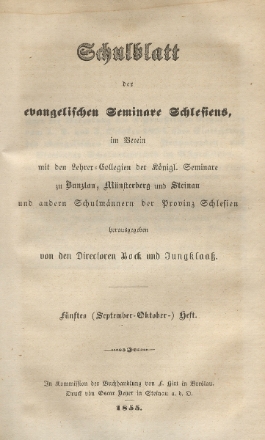 Schulblatt
der
evangelischen Seminare Schlesiens,
im Verein
mit den Lehrer-Collegien der Königl. Seminare
zu Bunzlau, Münsterberg und Steinau
und andern Schulmännern der Provinz Schlesien
herausgegeben
von den Directoren Bock und Jungklaaß.
Fünftes (September-Oktober-) Heft.
In Kommission der Buchhandlung von F. Hirt in Breslau.
Druck von in Steinau a. d. O.
1855.